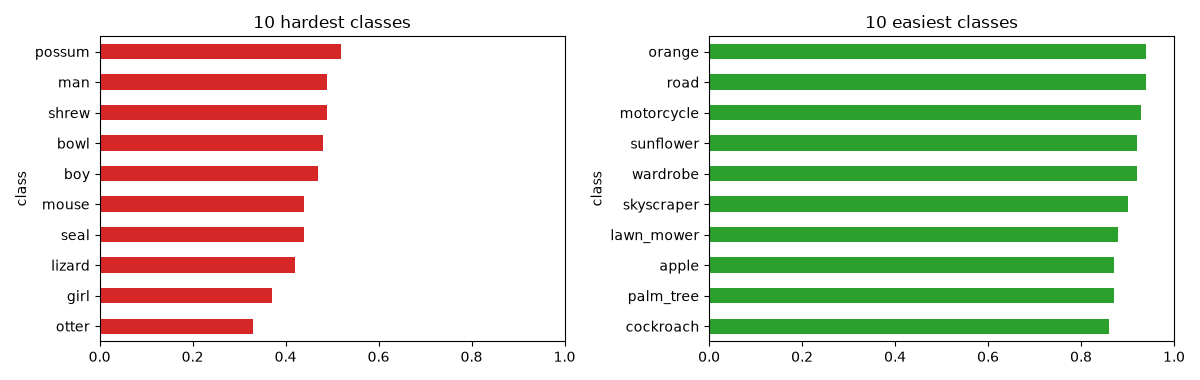 10 hardest classes
class
possum
man
shrew
bowl
boy
mouse
seal
lizard
girl
otter
0.0 0.2 0.4 0.6 0.8 1.0
10 easiest classes
class
orange
road
motorcycle
sunflower
wardrobe
skyscraper
lawn_mower
apple
palm_tree
cockroach
0.0 0.2 0.4 0.6 0.8 1.0